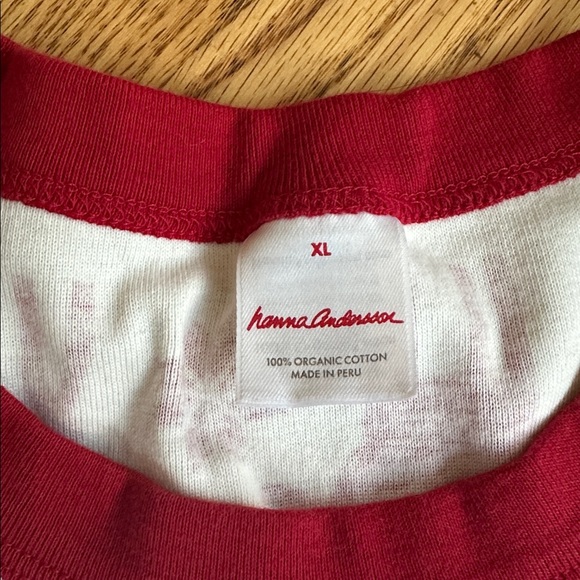 XL
hanna Andersson
100% ORGANIC COTTON
MADE IN PERU